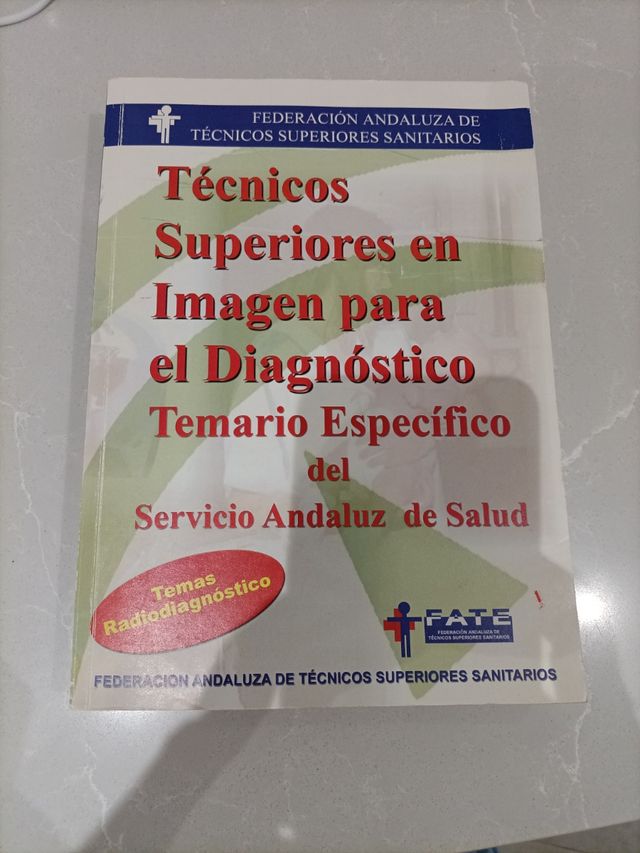 FEDERACIÓN ANDALUZA DE
TÉCNICOS SUPERIORES SANITARIOS
Técnicos
Superiores en
Imagen para
el Diagnóstico
Temario Específico
del
Servicio Andaluz de Salud
Temas
Radiodiagnóstico
FATE
FEDERACIÓN ANDALUZA DE
TÉCNICOS SUPERIORES SANITARIOS
FEDERACION ANDALUZA DE TÉCNICOS SUPERIORES SANITARIOS